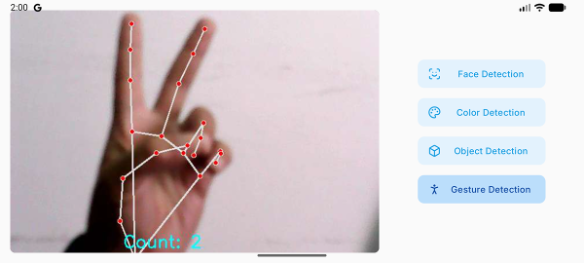 2:00 G
Count: 2
Face Detection
Color Detection
Object Detection
Gesture Detection